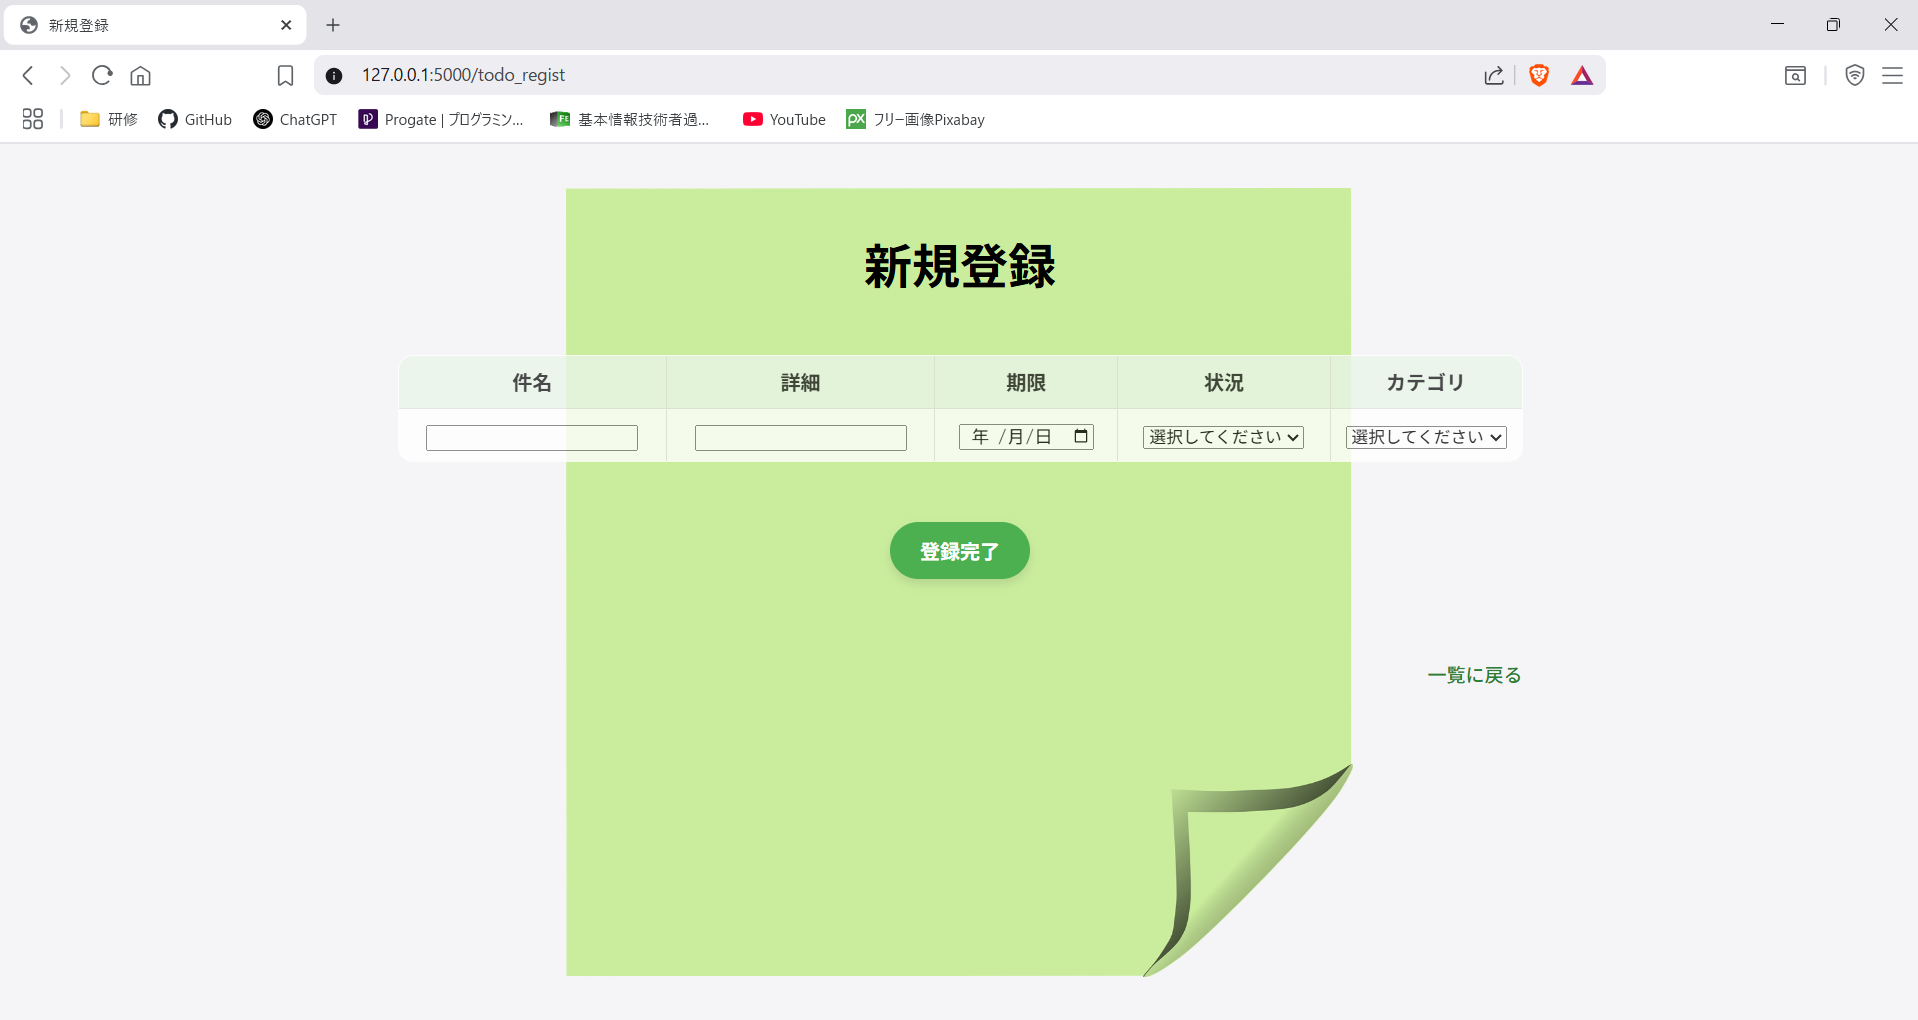 新規登録
127.0.0.1:5000/todo_regist
研修 GitHub ChatGPT Progate | プログラミン... 基本情報技術者過... YouTube フリー画像Pixabay
新規登録
件名 詳細 期限 状況 カテゴリ
年 /月/日 選択してください 選択してください
登録完了
一覧に戻る